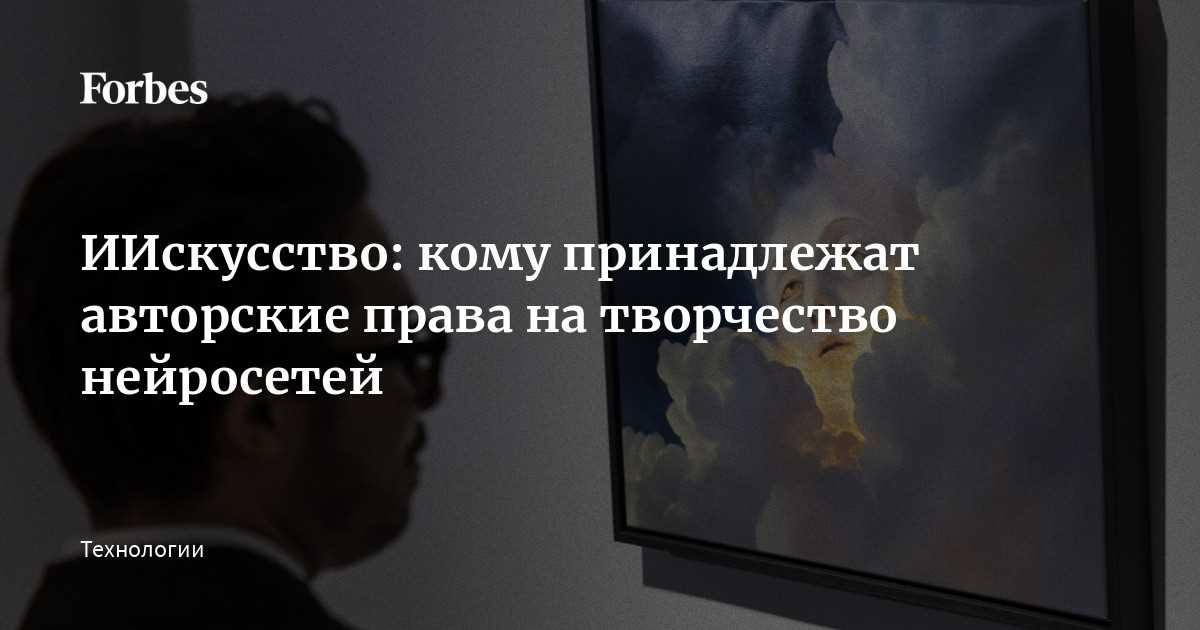 Forbes
ИИскусство: кому принадлежат
авторские права на творчество
нейросетей
Технологии